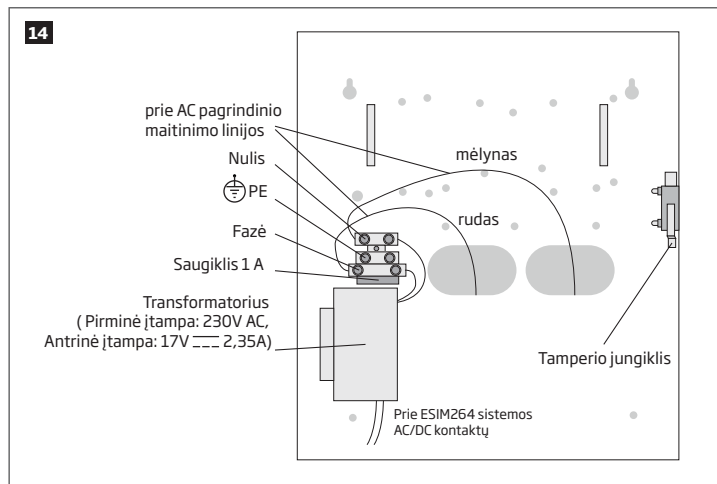 14
prie AC pagrindinio
maitinimo linijos
mėlynas
Nulis
PE
rudas
Fazė
Saugiklis 1 A
Transformatorius
( Pirminė įtampa: 230V AC,
Antrinė įtampa: 17V ⎓ 2,35A)
Tamperio jungiklis
Prie ESIM264 sistemos
AC/DC kontaktų